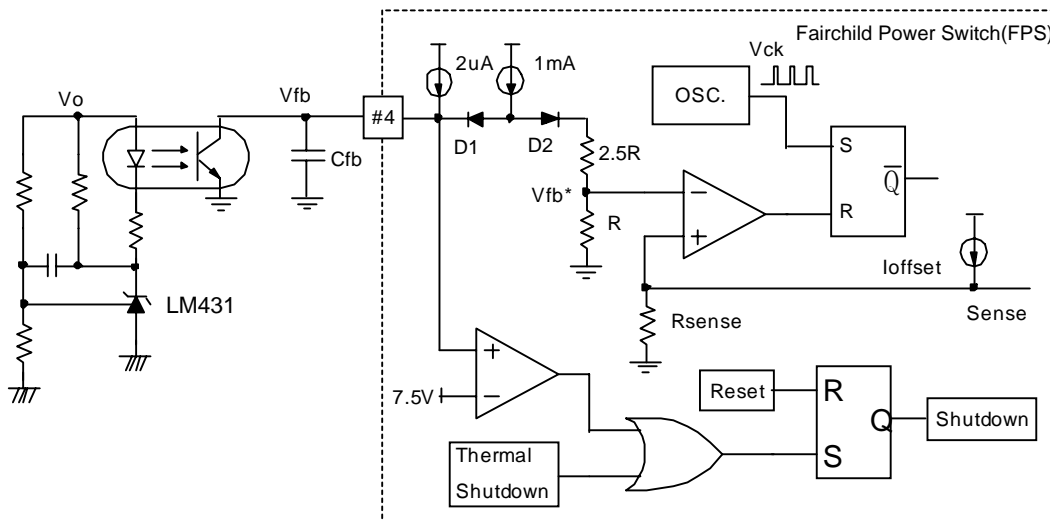 Fairchild Power Switch(FPS)
2uA
1mA
Vck
OSC.
Vo
Vfb
#4
D1
D2
2.5R
S
Cfb
Vfb*
−
Q
R
R
+
Ioffset
LM431
Rsense
Sense
+
7.5V
−
Reset
R
Q
Shutdown
S
Thermal
Shutdown